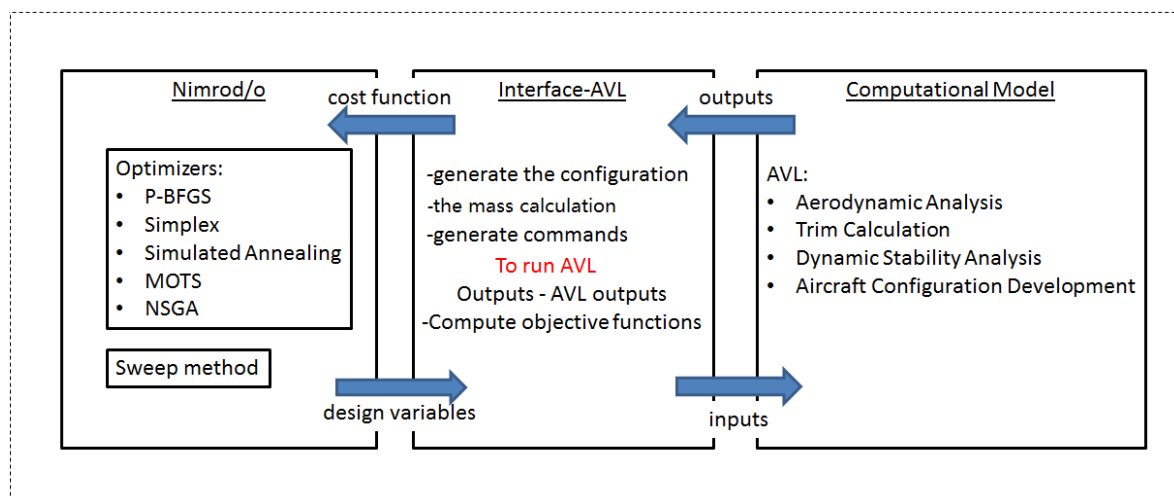 Nimrod/o
cost function
Optimizers:
• P-BFGS
• Simplex
• Simulated Annealing
• MOTS
• NSGA
Sweep method
design variables
Interface-AVL
-generate the configuration
-the mass calculation
-generate commands
To run AVL
Outputs - AVL outputs
-Compute objective functions
outputs
inputs
Computational Model
AVL:
• Aerodynamic Analysis
• Trim Calculation
• Dynamic Stability Analysis
• Aircraft Configuration Development